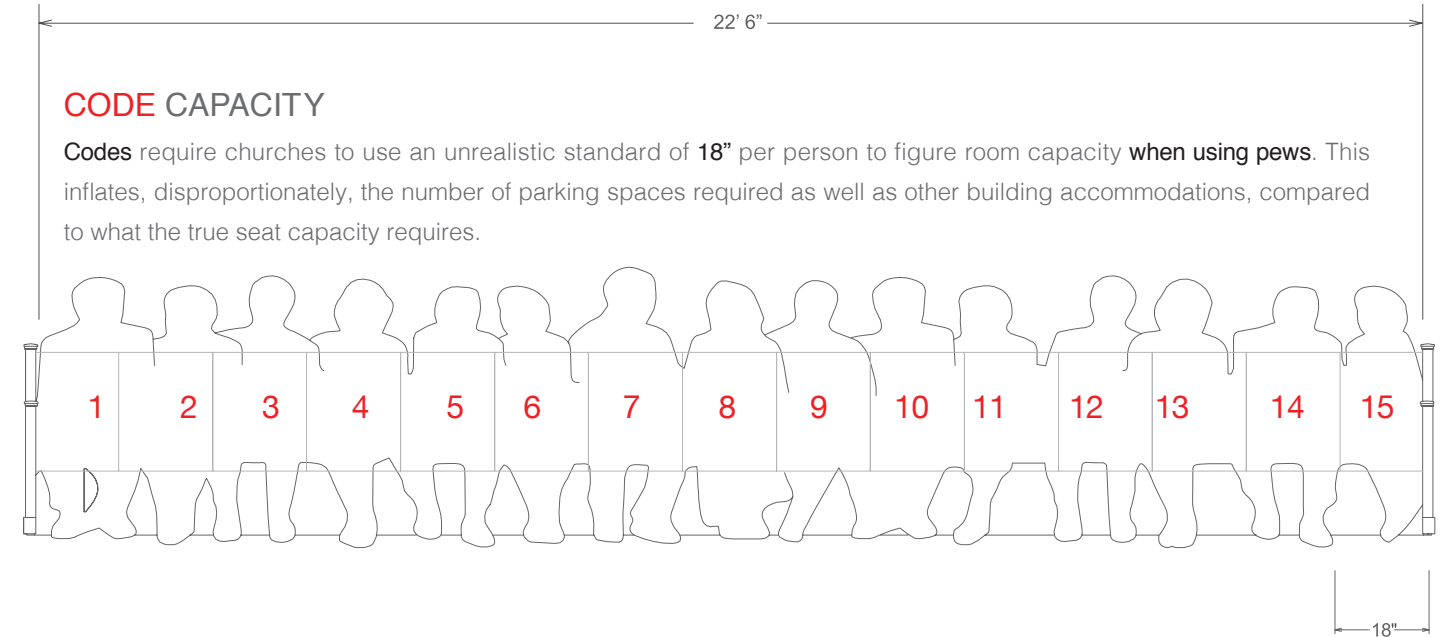 22’ 6”
CODE CAPACITY
Codes require churches to use an unrealistic standard of 18” per person to figure room capacity when using pews. This
inflates, disproportionately, the number of parking spaces required as well as other building accommodations, compared
to what the true seat capacity requires.
1 2 3 4 5 6 7 8 9 10 11 12 13 14 15
18"